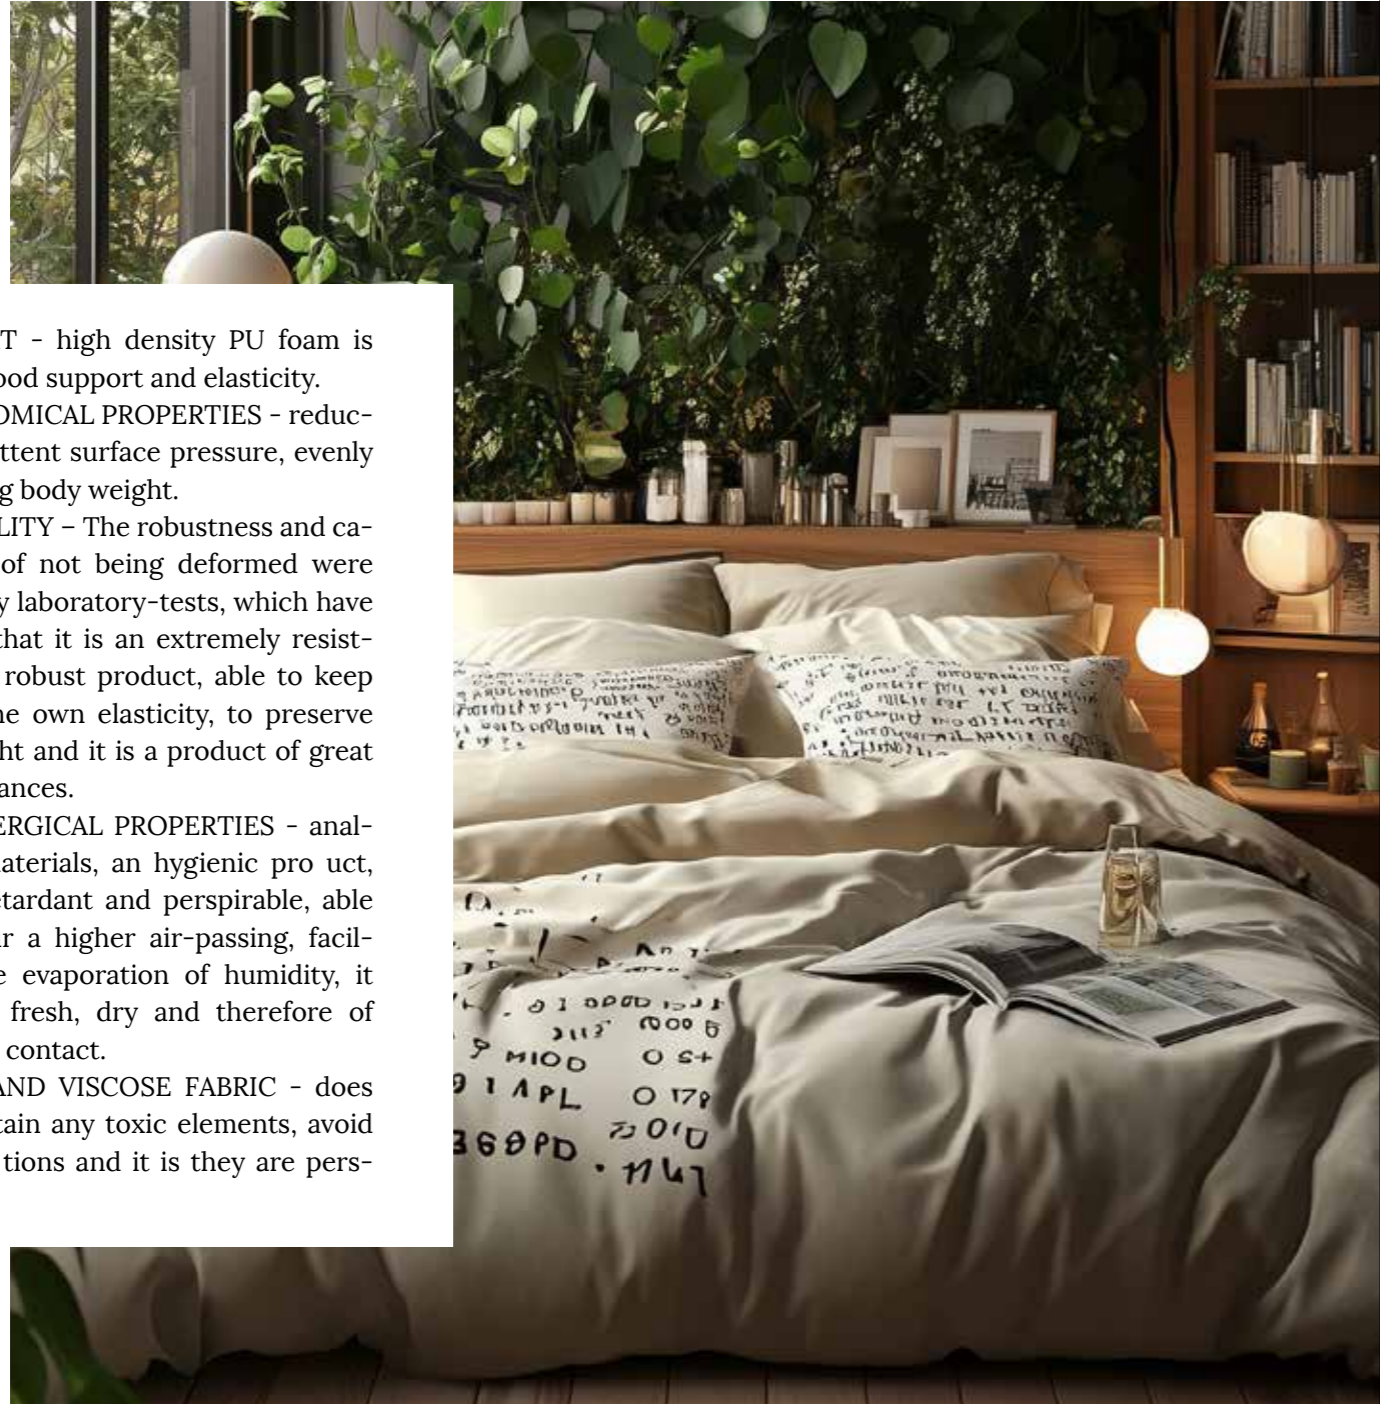 T - high density PU foam is
ood support and elasticity.
OMICAL PROPERTIES - reduc-
ttent surface pressure, evenly
g body weight.
LITY – The robustness and ca-
of not being deformed were
y laboratory-tests, which have
that it is an extremely resist-
robust product, able to keep
ne own elasticity, to preserve
ht and it is a product of great
ances.
ERGICAL PROPERTIES - anal-
aterials, an hygienic pro uct,
etardant and perspirable, able
r a higher air-passing, facil-
e evaporation of humidity, it
fresh, dry and therefore of
contact.
AND VISCOSE FABRIC - does
tain any toxic elements, avoid
tions and it is they are pers-